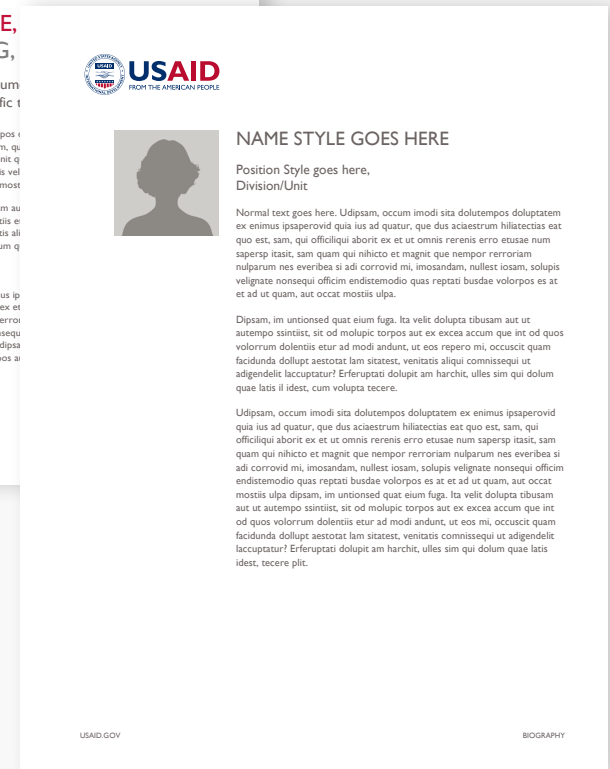 E,
G,
USAID
FROM THE AMERICAN PEOPLE
NAME STYLE GOES HERE
Position Style goes here,
Division/Unit
Normal text goes here. Udipsam, occum imodi sita dolutempos doluptatem
ex enimus ipsaperovid quia ius ad quatur, que dus aciaestrum hiliatectias eat
quo est, sam, qui officiliqui aborit ex et ut omnis rerenis erro etusae num
sapersp itasit, sam quam qui nihicto et magnit que nempor rerroriam
nulparum nes everibea si adi corrovid mi, imosandam, nullest iosam, solupis
velignate nonsequi officim endistemodio quas reptati busdae volorpos es at
et ad ut quam, aut occat mostiis ulpa.
Dipsam, im untionsed quat eium fuga. Ita velit dolupta tibusam aut ut
autempo ssintiist, sit od molupic torpos aut ex excea accum que int od quos
volorrum dolentiis etur ad modi andunt, ut eos repero mi, occuscit quam
facidunda dollupt aestotat lam sitatest, venitatis aliqui comnissequi ut
adigendelit laccuptatur? Erferuptati dolupit am harchit, ulles sim qui dolum
quae latis il idest, cum volupta tecere.
Udipsam, occum imodi sita dolutempos doluptatem ex enimus ipsaperovid
quia ius ad quatur, que dus aciaestrum hiliatectias eat quo est, sam, qui
officiliqui aborit ex et ut omnis rerenis erro etusae num sapersp itasit, sam
quam qui nihicto et magnit que nempor rerroriam nulparum nes everibea si
adi corrovid mi, imosandam, nullest iosam, solupis velignate nonsequi officim
endistemodio quas reptati busdae volorpos es at et ad ut quam, aut occat
mostiis ulpa dipsam, im untionsed quat eium fuga. Ita velit dolupta tibusam
aut ut autempo ssintiist, sit od molupic torpos aut ex excea accum que int
od quos volorrum dolentiis etur ad modi andunt, ut eos mi, occuscit quam
facidunda dollupt aestotat lam sitatest, venitatis comnissequi ut adigendelit
laccuptatur? Erferuptati dolupit am harchit, ulles sim qui dolum quae latis
idest, tecere plit.
USAID.GOV
BIOGRAPHY